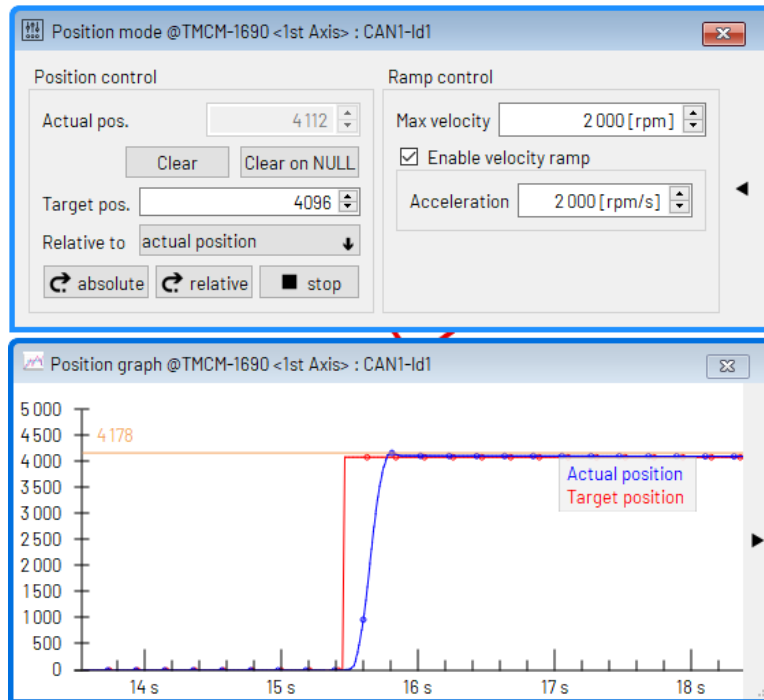 Position mode @TMCM-1690 <1st Axis> : CAN1-Id1
Position control
Actual pos.
4 112
Clear
Clear on NULL
Target pos.
4096
Relative to
actual position
absolute
relative
stop
Ramp control
Max velocity
2 000 [rpm]
Enable velocity ramp
Acceleration
2 000 [rpm/s]
Position graph @TMCM-1690 <1st Axis> : CAN1-Id1
5 000
4 500
4 178
4 000
3 500
3 000
2 500
2 000
1 500
1 000
500
0
Actual position
Target position
14 s
15 s
16 s
17 s
18 s